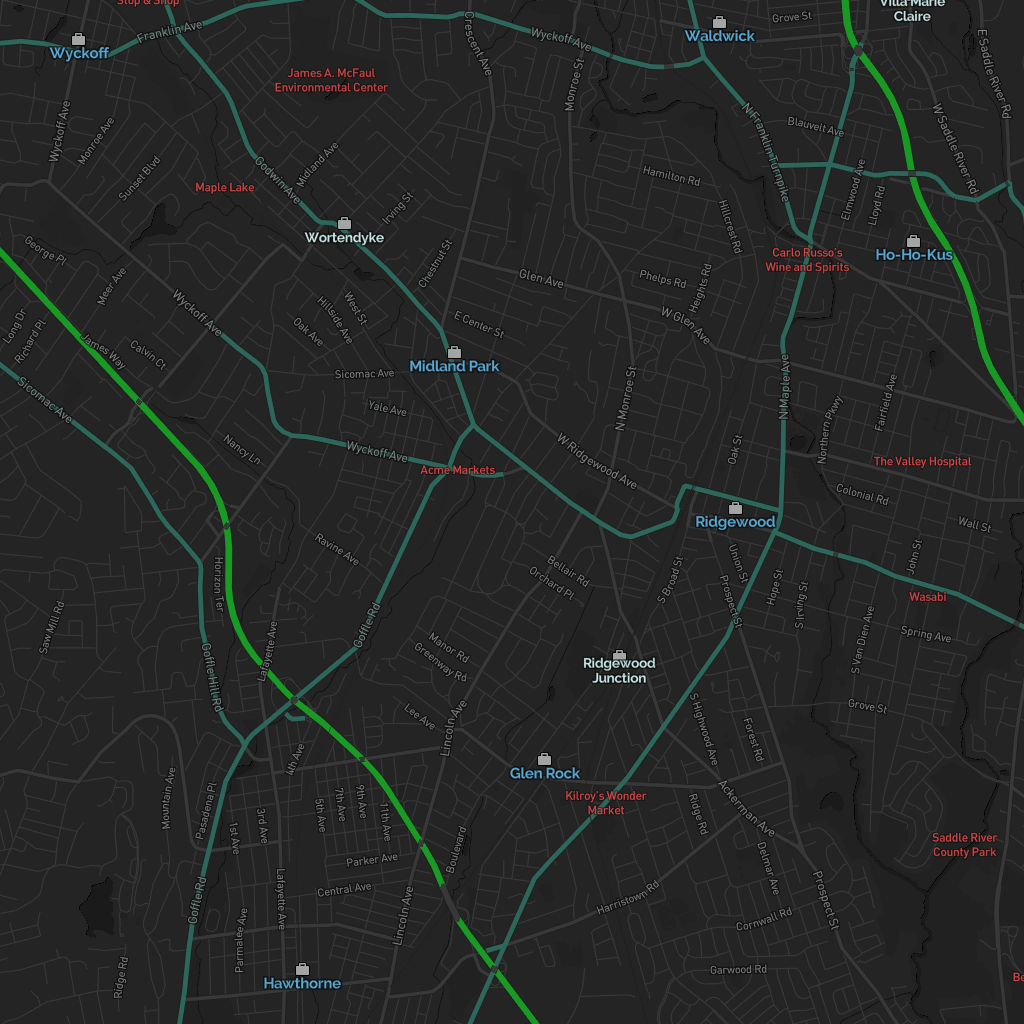 Stop & Shop
Franklin Ave
Wyckoff
Crescent Ave
Wyckoff Ave
Waldwick
Grove St
Villa Marie
Claire
E Saddle River Rd
James A. McFaul
Environmental Center
Monroe St
Wyckoff Ave
Monroe Ave
N Franklin Turnpike
Blauvelt Ave
W Saddle River Rd
Sunset Blvd
Maple Lake
Godwin Ave
Midland Ave
Irving St
Hamilton Rd
Elmwood Ave
Lloyd Rd
Hillcrest Rd
Wortendyke
George Pl
Meer Ave
Chestnut St
Glen Ave
Phelps Rd
Heights Rd
Carlo Russo's
Wine and Spirits
Ho-Ho-Kus
Long Dr
Richard Pl
James Way
Calvin Ct
Wyckoff Ave
Oak Ave
Hillside Ave
West St
E Center St
W Glen Ave
Midland Park
Sicomac Ave
Sicomac Ave
Yale Ave
N Monroe St
N Maple Ave
Fairfield Ave
Northern Pkwy
Nancy Ln
Wyckoff Ave
Acme Markets
W Ridgewood Ave
Oak St
The Valley Hospital
Colonial Rd
Ridgewood
Wall St
Ravine Ave
Horizon Ter
Bellair Rd
Orchard Pl
S Broad St
Union St
Prospect St
Hope St
S Irving St
John St
Wasabi
Saw Mill Rd
Goffle Rd
Goffle Hill Rd
Lafayette Ave
Manor Rd
Greenway Rd
Ridgewood
Junction
S Van Dien Ave
Spring Ave
Lee Ave
Lincoln Ave
S Highwood Ave
Forest Rd
Grove St
4th Ave
Glen Rock
Kilroy's Wonder
Market
Mountain Ave
Pasadena Pl
1st Ave
3rd Ave
5th Ave
7th Ave
9th Ave
11th Ave
Ridge Rd
Ackerman Ave
Saddle River
County Park
Parker Ave
Boulevard
Delmar Ave
Central Ave
Lafayette Ave
Goffle Rd
Lincoln Ave
Harristown Rd
Prospect St
Cornwall Rd
Parmalee Ave
Ridge Rd
Hawthorne
Garwood Rd